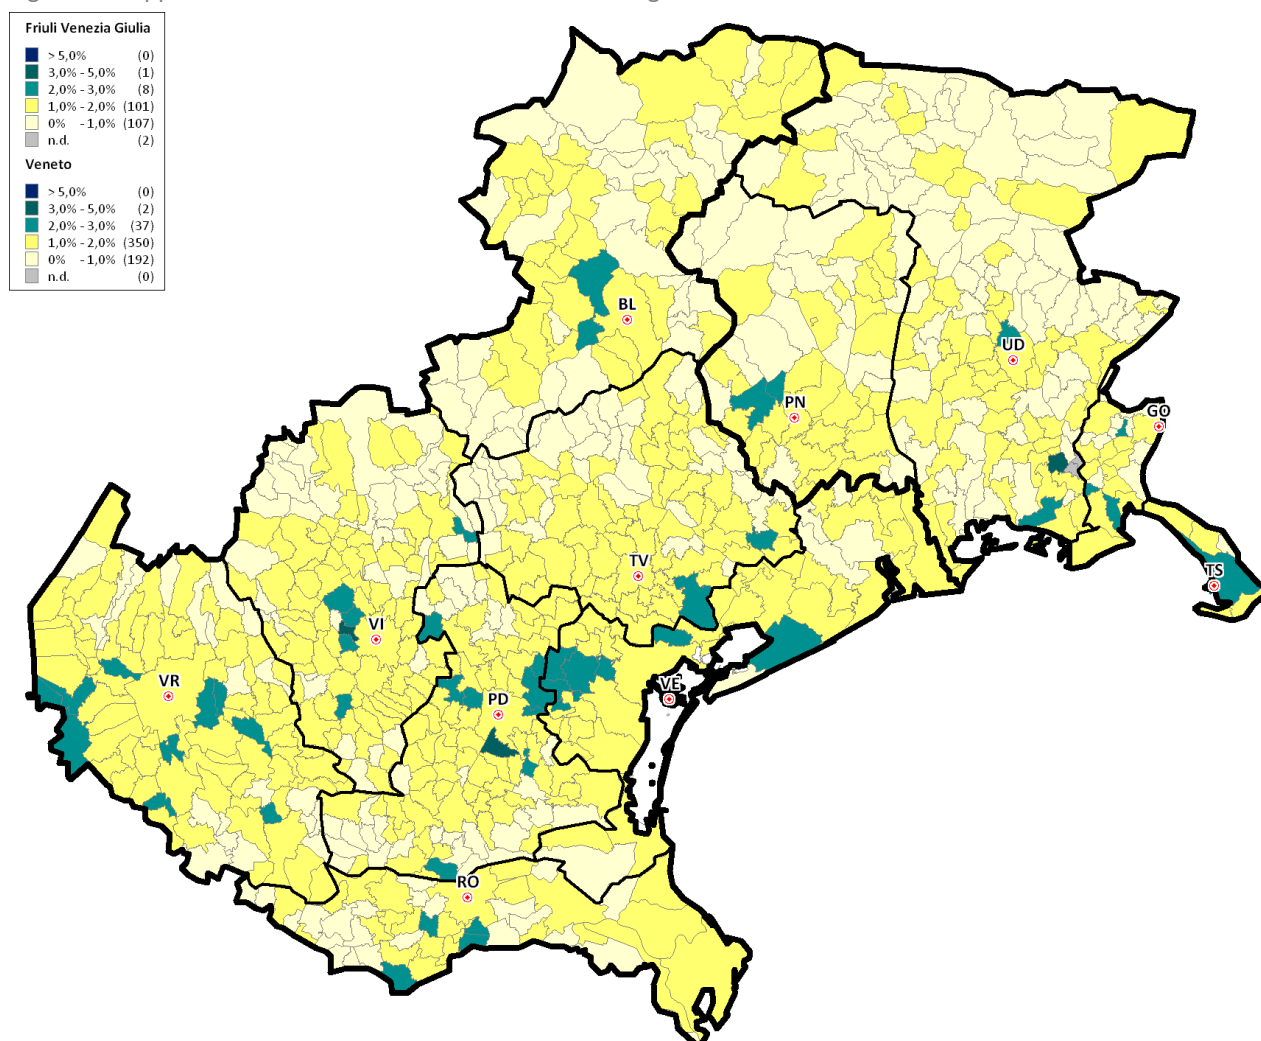 Friuli Venezia Giulia
> 5,0% (0)
3,0% - 5,0% (1)
2,0% - 3,0% (8)
1,0% - 2,0% (101)
0% - 1,0% (107)
n.d. (2)
Veneto
> 5,0% (0)
3,0% - 5,0% (2)
2,0% - 3,0% (37)
1,0% - 2,0% (350)
0% - 1,0% (192)
n.d. (0)
BL
UD
PN
GO
TV
TS
VI
VR
VE
PD
RO